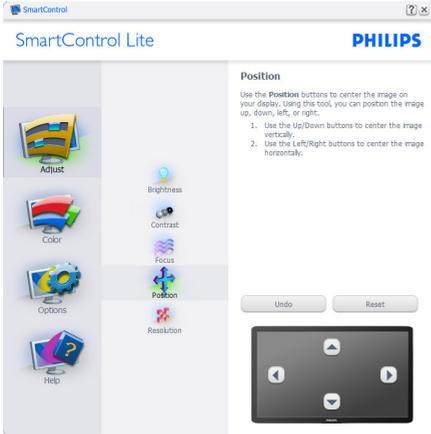 SmartControl
SmartControl Lite
PHILIPS
Adjust
Color
Options
Help
Brightness
Contrast
Focus
Position
Resolution
Position
Use the Position buttons to center the image on
your display. Using this tool, you can position the image
up, down, left, or right.
1. Use the Up/Down buttons to center the image
vertically.
2. Use the Left/Right buttons to center the image
horizontally.
Undo
Reset
PHILIPS